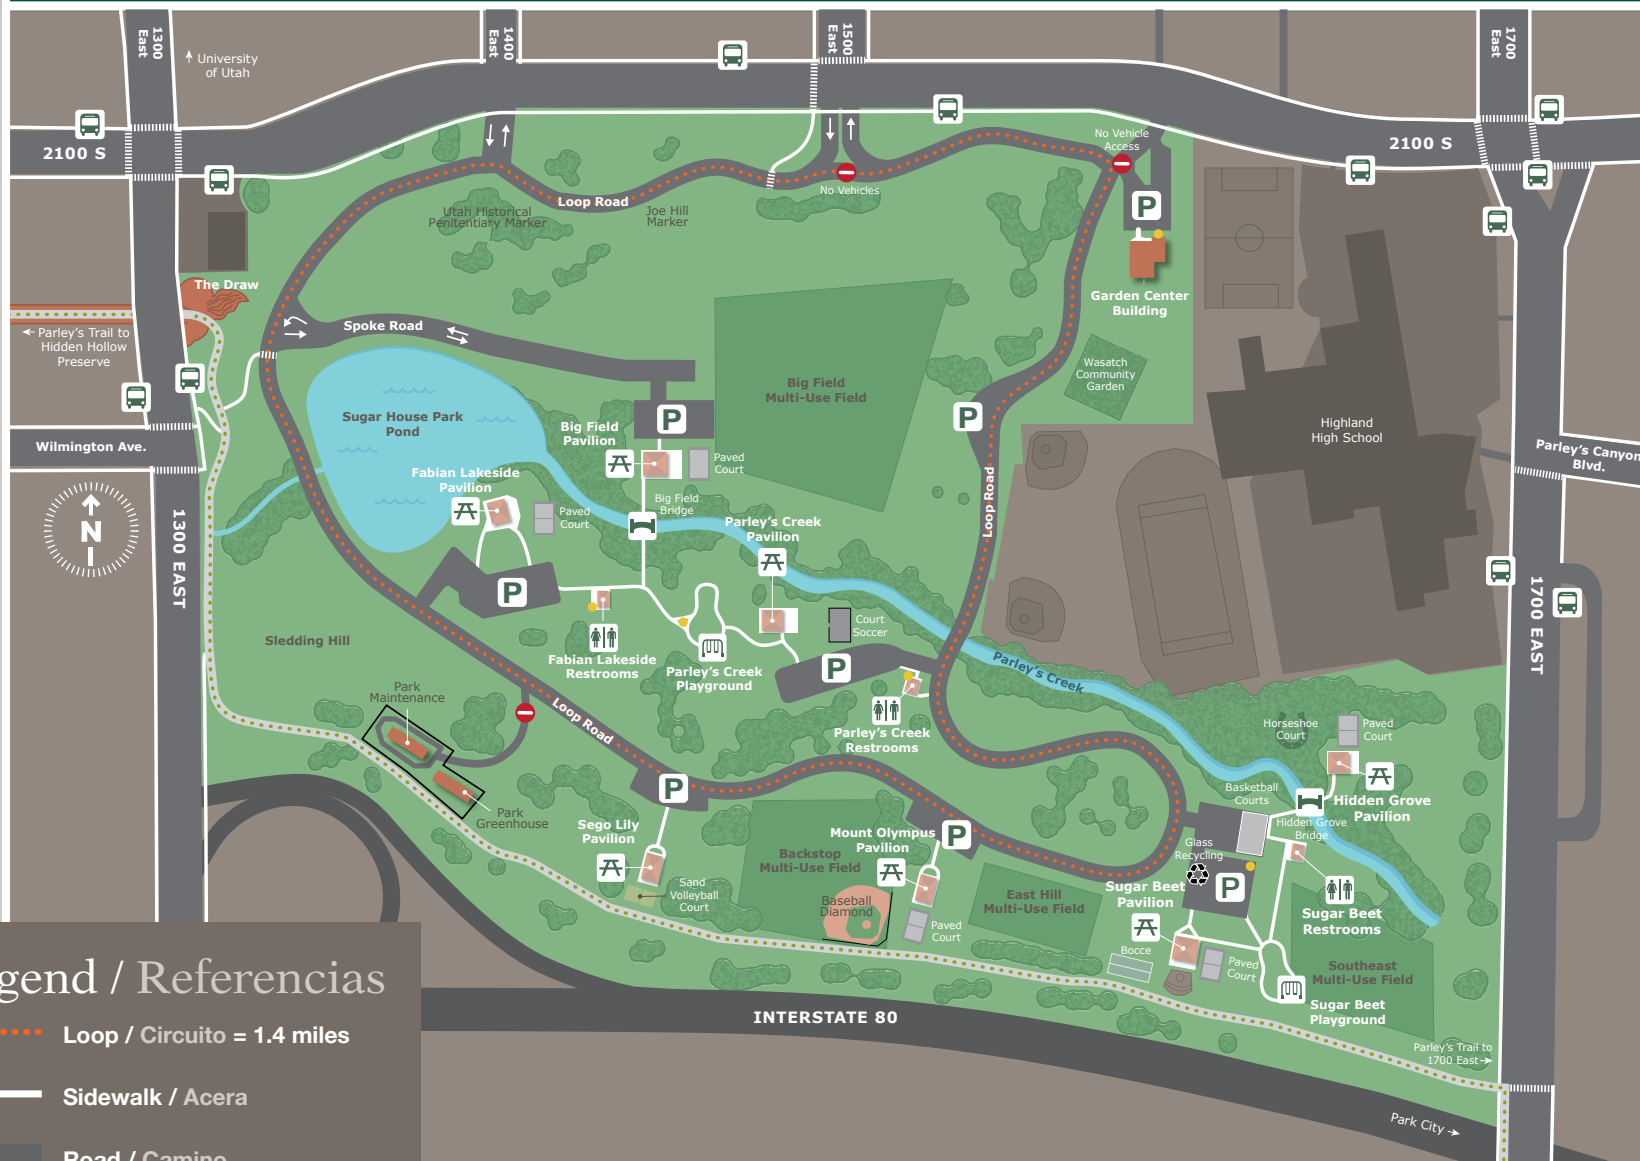 1300
East
1400
East
1500
East
1700
East
University
of Utah
2100 S
2100 S
No Vehicle
Access
No Vehicles
P
Loop Road
Utah Historical
Penitentiary Marker
Joe Hill
Marker
The Draw
Garden Center
Building
Parley's Trail to
Hidden Hollow
Preserve
Spoke Road
Wasatch
Community
Garden
Big Field
Multi-Use Field
Sugar House Park
Pond
P
P
Highland
High School
Wilmington Ave.
Big Field
Pavilion
Paved
Court
Parley's Canyon
Blvd.
Fabian Lakeside
Pavilion
Paved
Court
Big Field
Bridge
Parley's Creek
Pavilion
Loop Road
N
1300 EAST
P
1700 EAST
Court
Soccer
Sledding Hill
Fabian Lakeside
Restrooms
Parley's Creek
Playground
P
Parley's Creek
Park
Maintenance
Loop Road
Parley's Creek
Restrooms
Horseshoe
Court
Paved
Court
P
Basketball
Courts
Hidden Grove
Pavilion
Hidden Grove
Bridge
Park
Greenhouse
Sego Lily
Pavilion
Mount Olympus
Pavilion
P
Glass
Recycling
Backstop
Multi-Use Field
P
Sand
Volleyball
Court
Baseball
Diamond
East Hill
Multi-Use Field
Sugar Beet
Pavilion
Sugar Beet
Restrooms
Paved
Court
Bocce
Paved
Court
Southeast
Multi-Use Field
Sugar Beet
Playground
INTERSTATE 80
Parley's Trail to
1700 East
Park City
gend / Referencias
Loop / Circuito = 1.4 miles
Sidewalk / Acera
Road / Camino